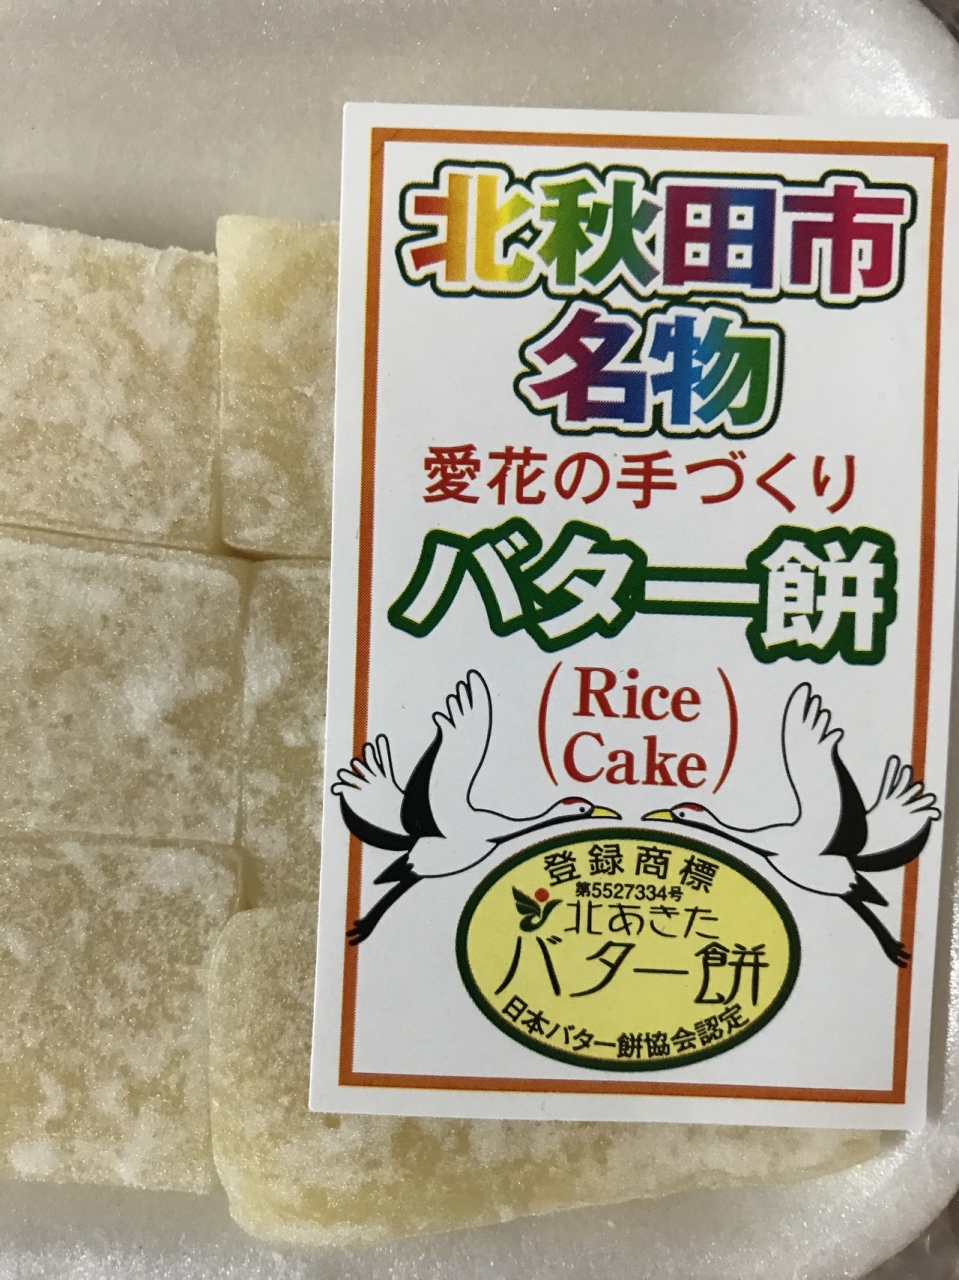 北秋田市
名物
愛花の手づくり
バター餅
(Rice
Cake)
登録商標
第5527334号
北あきた
バター餅
日本バター餅協会認定